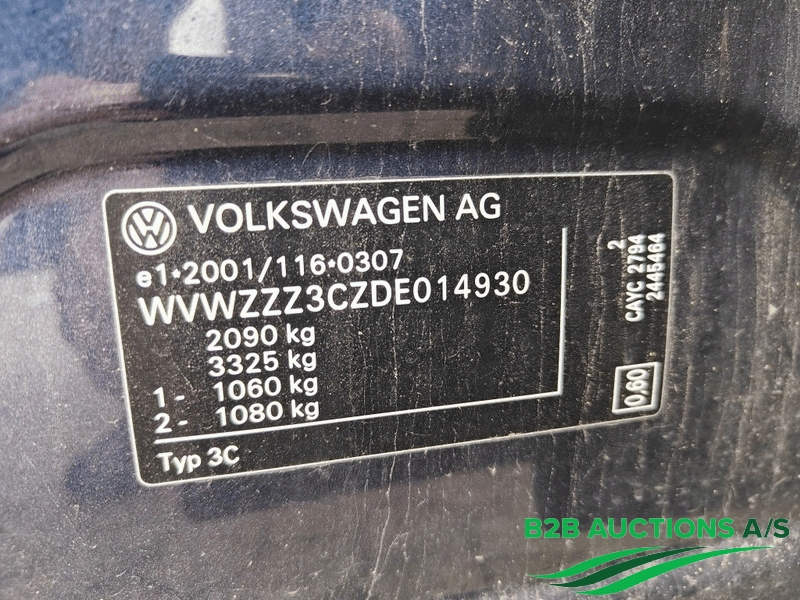 VOLKSWAGEN AG
e1*2001/116*0307
WVWZZZ3CZDE014930
2090 kg
3325 kg
1 - 1060 kg
2 - 1080 kg
Typ 3C
2
CAYC 2794
2445464
0,60
B2B AUCTIONS A/S